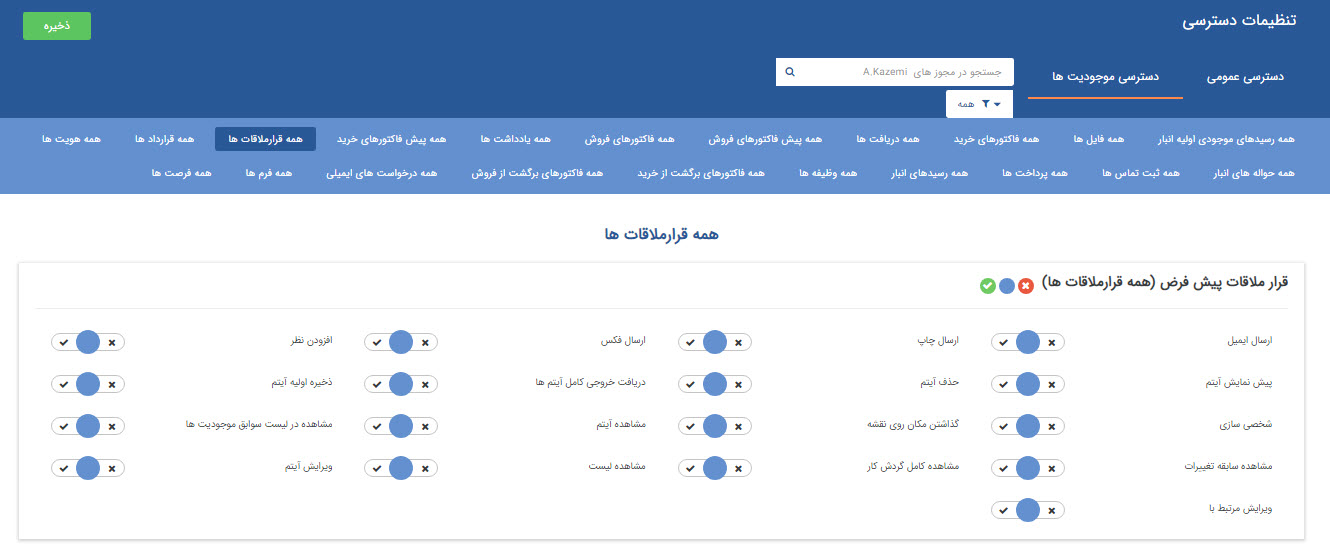 تنظیمات دسترسی
ذخیره
دسترسی عمومی
دسترسی موجودیت ها
جستجو در مجوز های A.Kazemi
همه
همه رسیدهای موجودی اولیه انبار همه فایل ها همه فاکتورهای خرید همه دریافت ها همه پیش فاکتورهای فروش همه فاکتورهای فروش همه یادداشت ها همه پیش فاکتورهای خرید همه قرارملاقات ها همه قرارداد ها همه هویت ها
همه حواله های انبار همه ثبت تماس ها همه پرداخت ها همه رسیدهای انبار همه وظیفه ها همه فاکتورهای برگشت از خرید همه فاکتورهای برگشت از فروش همه درخواست های ایمیلی همه فرم ها همه فرصت ها
همه قرارملاقات ها
قرار ملاقات پیش فرض (همه قرارملاقات ها)
ارسال ایمیل ارسال چاپ ارسال فکس افزودن نظر
پیش نمایش آیتم حذف آیتم دریافت خروجی کامل آیتم ها ذخیره اولیه آیتم
شخصی سازی گذاشتن مکان روی نقشه مشاهده آیتم مشاهده در لیست سوابق موجودیت ها
مشاهده سابقه تغییرات مشاهده کامل گردش کار مشاهده لیست ویرایش آیتم
ویرایش مرتبط با